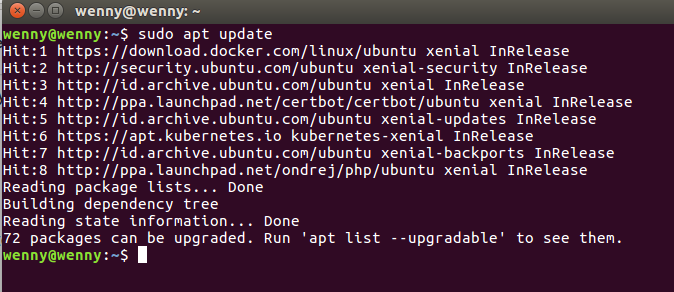 wenny@wenny: ~
wenny@wenny:~$ sudo apt update
Hit:1 https://download.docker.com/linux/ubuntu xenial InRelease
Hit:2 http://security.ubuntu.com/ubuntu xenial-security InRelease
Hit:3 http://id.archive.ubuntu.com/ubuntu xenial InRelease
Hit:4 http://ppa.launchpad.net/certbot/certbot/ubuntu xenial InRelease
Hit:5 http://id.archive.ubuntu.com/ubuntu xenial-updates InRelease
Hit:6 https://apt.kubernetes.io kubernetes-xenial InRelease
Hit:7 http://id.archive.ubuntu.com/ubuntu xenial-backports InRelease
Hit:8 http://ppa.launchpad.net/ondrej/php/ubuntu xenial InRelease
Reading package lists... Done
Building dependency tree
Reading state information... Done
72 packages can be upgraded. Run 'apt list --upgradable' to see them.
wenny@wenny:~$